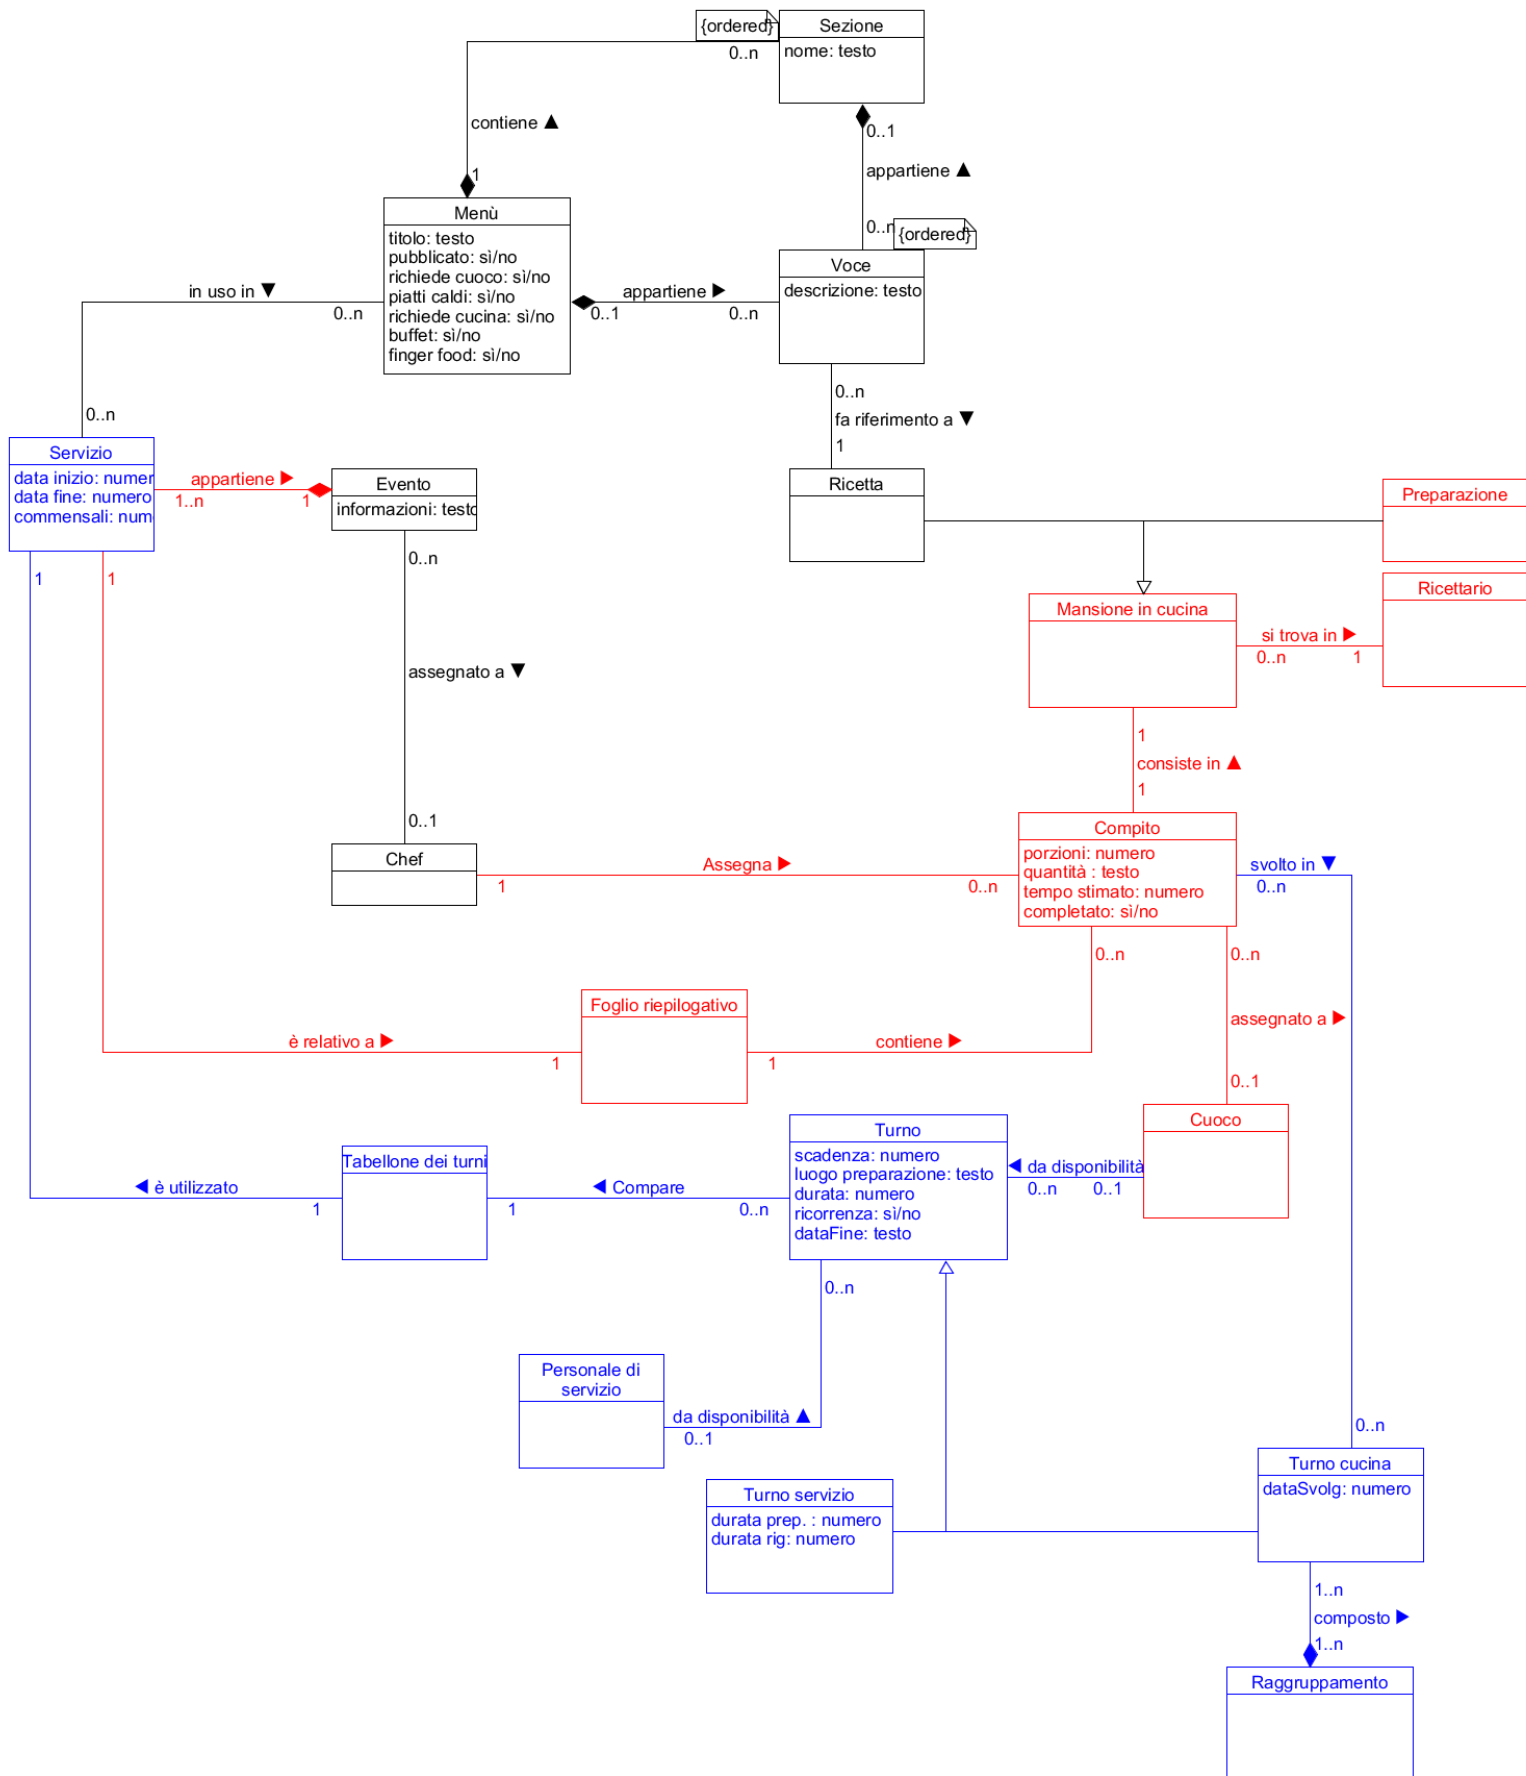 {ordered}
Sezione
nome: testo
0..n
contiene ▲
1
0..1
appartiene ▲
0..n
{ordered}
Menù
titolo: testo
pubblicato: sì/no
richiede cuoco: sì/no
piatti caldi: sì/no
richiede cucina: sì/no
buffet: sì/no
finger food: sì/no
in uso in ▼
0..n
0..n
appartiene ▶
0..1
0..n
Voce
descrizione: testo
0..n
fa riferimento a ▼
1
Servizio
data inizio: numer
data fine: numero
commensali: num
appartiene ▶
1..n
1
Evento
informazioni: testo
Ricetta
Preparazione
Ricettario
Mansione in cucina
si trova in ▶
0..n
1
1
1
0..n
assegnato a ▼
0..1
1
consiste in ▲
1
Chef
Assegna ▶
1
0..n
Compito
porzioni: numero
quantità : testo
tempo stimato: numero
completato: sì/no
svolto in ▼
0..n
0..n
0..n
assegnato a ▶
0..1
Foglio riepilogativo
è relativo a ▶
1
contiene ▶
1
Cuoco
Turno
scadenza: numero
luogo preparazione: testo
durata: numero
ricorrenza: sì/no
dataFine: testo
◀ da disponibilità
0..n
0..1
Tabellone dei turni
◀ è utilizzato
1
◀ Compare
1
0..n
0..n
Personale di
servizio
da disponibilità ▲
0..1
0..n
Turno cucina
dataSvolg: numero
Turno servizio
durata prep. : numero
durata rig: numero
1..n
composto ▶
1..n
Raggruppamento